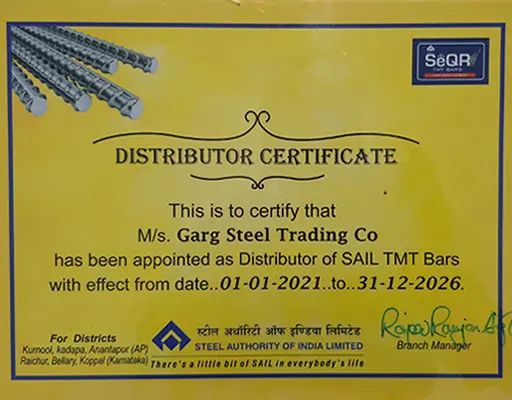 SeQR
TMT BARS
DISTRIBUTOR CERTIFICATE
This is to certify that
M/s. Garg Steel Trading Co
has been appointed as Distributor of SAIL TMT Bars
with effect from date..01-01-2021..to..31-12-2026.
For Districts
Kurnool, kadapa, Anantapur (AP)
Raichur, Bellary, Koppal (Karnataka)
स्टील अथॉरिटी ऑफ इण्डिया लिमिटेड
STEEL AUTHORITY OF INDIA LIMITED
There's a little bit of SAIL in everybody's life
Branch Manager